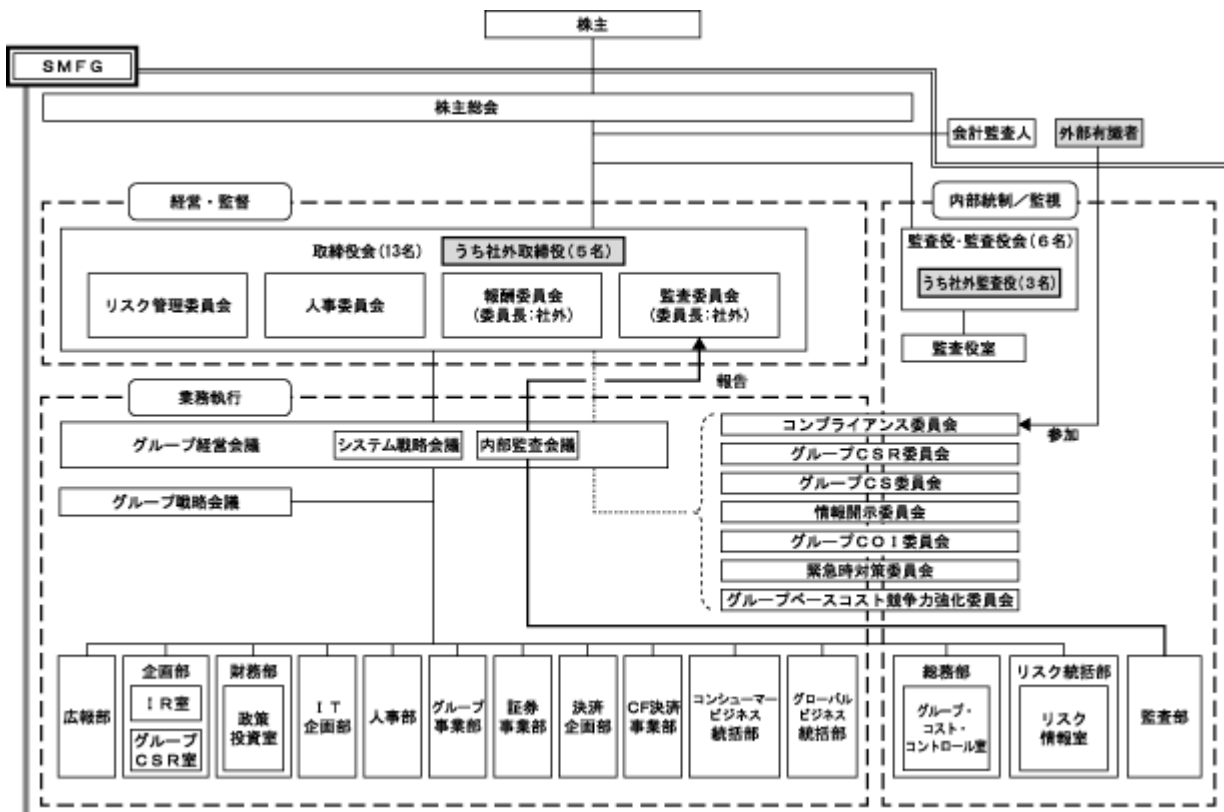 株主
SMFG
株主総会
会計監査人
外部有識者
経営・監督
内部統制／監視
取締役会(13名)
うち社外取締役(5名)
監査役・監査役会(6名)
うち社外監査役(3名)
リスク管理委員会
人事委員会
報酬委員会
(委員長:社外)
監査委員会
(委員長:社外)
監査役室
報告
業務執行
グループ経営会議
システム戦略会議
内部監査会議
コンプライアンス委員会
参加
グループCSR委員会
グループCS委員会
グループ戦略会議
情報開示委員会
グループCOI委員会
緊急時対策委員会
グループベースコスト競争力強化委員会
広報部
企画部
IR室
グループ
CSR室
財務部
政策
投資室
IT
企画部
人事部
グループ
事業部
証券
事業部
決済
企画部
CF決済
事業部
コンシューマー
ビジネス
統括部
グローバル
ビジネス
統括部
総務部
グループ・
コスト・
コントロール室
リスク統括部
リスク
情報室
監査部